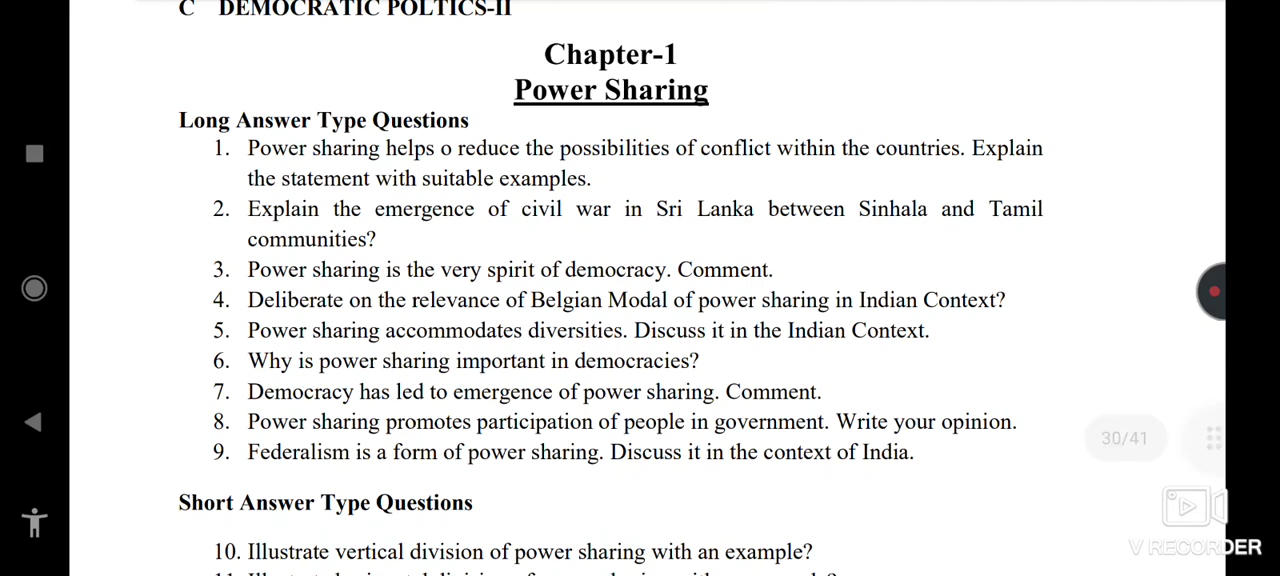 C DEMOCRATIC POLTICS-II
Chapter-1
Power Sharing
Long Answer Type Questions
1. Power sharing helps o reduce the possibilities of conflict within the countries. Explain
the statement with suitable examples.
2. Explain the emergence of civil war in Sri Lanka between Sinhala and Tamil
communities?
3. Power sharing is the very spirit of democracy. Comment.
4. Deliberate on the relevance of Belgian Modal of power sharing in Indian Context?
5. Power sharing accommodates diversities. Discuss it in the Indian Context.
6. Why is power sharing important in democracies?
7. Democracy has led to emergence of power sharing. Comment.
8. Power sharing promotes participation of people in government. Write your opinion.
30/41
9. Federalism is a form of power sharing. Discuss it in the context of India.
Short Answer Type Questions
V RECORDER
10. Illustrate vertical division of power sharing with an example?